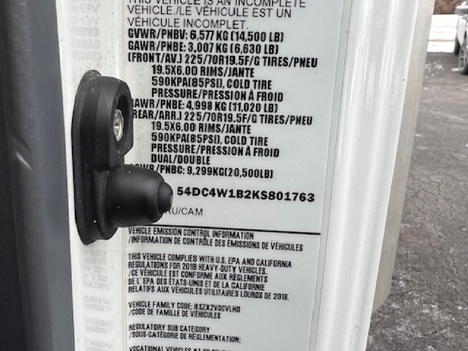 THIS VEHICLE IS AN INCOMPLETE
VEHICLE./LE VÉHICULE EST UN
VÉHICULE INCOMPLET.
GVWR/PNBV: 6,577 KG (14,500 LB)
GAWR/PNBE: 3,007 KG (6,630 LB)
(FRONT/AV.) 225/70R19.5F/G TIRES/PNEU
19.5X6.00 RIMS/JANTE
590KPA(85PSI), COLD TIRE
PRESSURE/PRESSION À FROID
GAWR/PNBE: 4,998 KG (11,020 LB)
(REAR/ARR.) 225/70R19.5F/G TIRES/PNEU
19.5X6.00 RIMS/JANTE
590KPA(85PSI), COLD TIRE
PRESSURE/PRESSION À FROID
DUAL/DOUBLE
/PNBC: 9,299KG(20,500LB)
54DC4W1B2KS801763
RU/CAM
VEHICLE EMISSION CONTROL INFORMATION
/INFORMATION DE CONTRÔLE DES ÉMISSIONS DE VÉHICULES
THIS VEHICLE COMPLIES WITH U.S. EPA AND CALIFORNIA
REGULATIONS FOR 2019 HEAVY-DUTY VEHICLES.
/CE VÉHICULE EST CONFORME AUX RÈGLEMENTS
DE L'EPA DES ÉTATS-UNIS ET DE LA CALIFORNIE
RELATIFS AUX VÉHICULES UTILITAIRES LOURDS DE 2019.
VEHICLE FAMILY CODE: KSZX2VOCVLHD
/CODE DE FAMILLE DE VÉHICULES
REGULATORY SUB CATEGORY
/SOUS-CATÉGORIE DE RÈGLEMENTATION:
VOCATIONAL VEHICLES